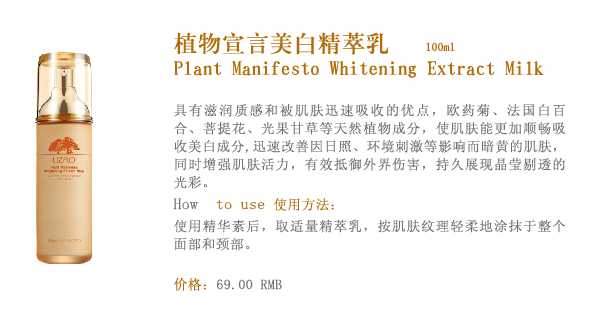 植物宣言美白精萃乳 100ml
Plant Manifesto Whitening Extract Milk
具有滋润质感和被肌肤迅速吸收的优点，欧药菊、法国白百
合、菩提花、光果甘草等天然植物成分，使肌肤能更加顺畅吸
收美白成分,迅速改善因日照、环境刺激等影响而暗黄的肌肤，
同时增强肌肤活力，有效抵御外界伤害，持久展现晶莹剔透的
光彩。
How to use 使用方法:
使用精华素后，取适量精萃乳，按肌肤纹理轻柔地涂抹于整个
面部和颈部。
价格：69.00 RMB